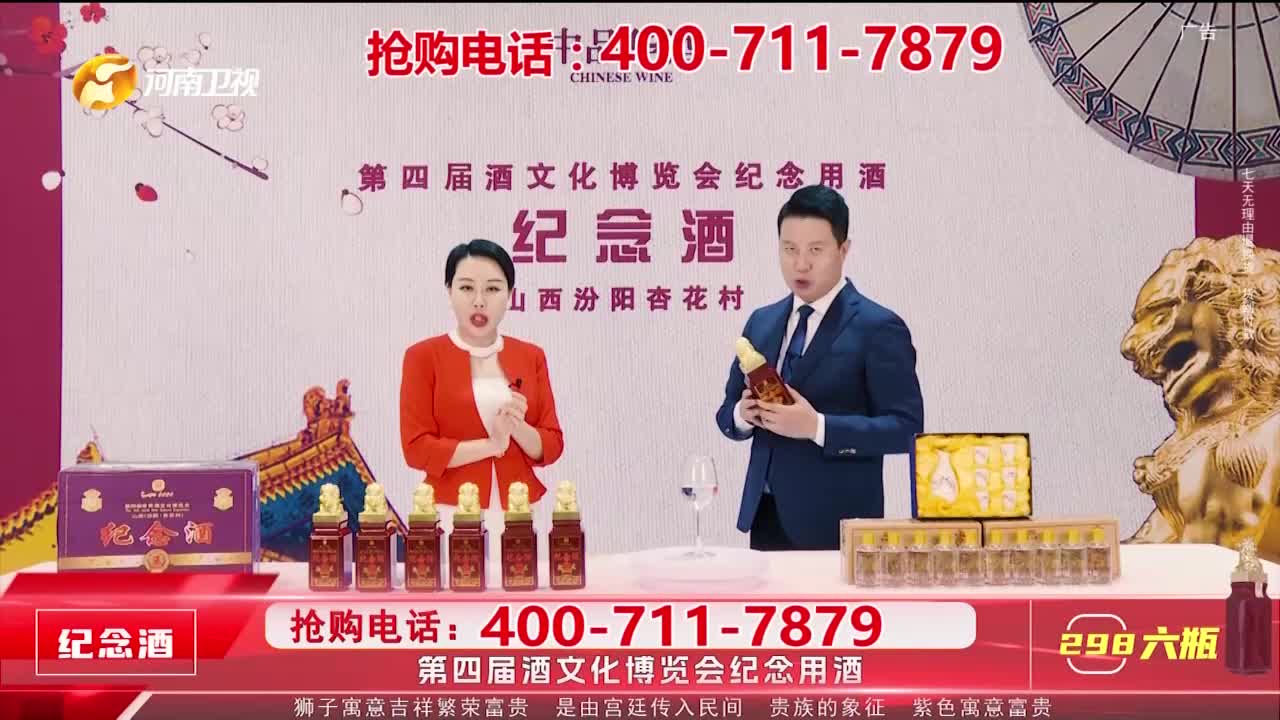 抢购电话：400-711-7879
广告
河南卫视
CHINESE WINE
第四届酒文化博览会纪念用酒
纪念酒
山西汾阳杏花村
七天无理由退
纪念酒
纪念酒
抢购电话：400-711-7879
298六瓶
第四届酒文化博览会纪念用酒
狮子寓意吉祥繁荣富贵 是由宫廷传入民间 贵族的象征 紫色寓意富贵